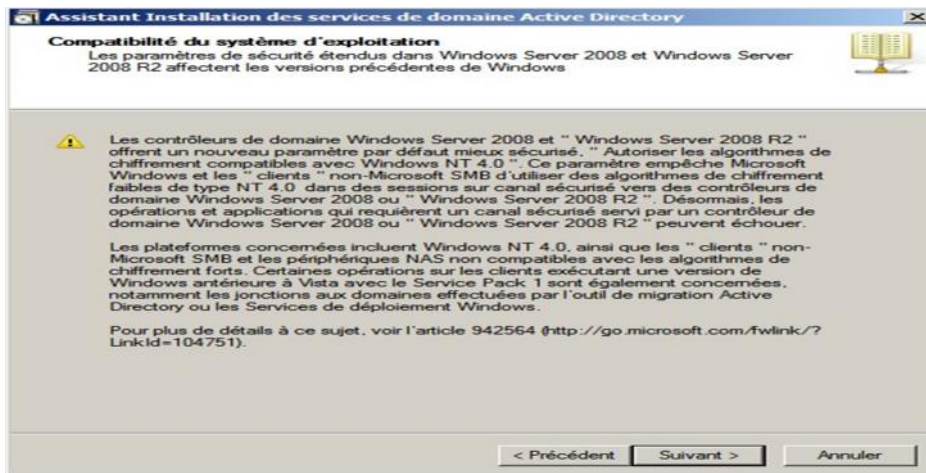 Assistant Installation des services de domaine Active Directory
Compatibilité du système d'exploitation
Les paramètres de sécurité étendus dans Windows Server 2008 et Windows Server
2008 R2 affectent les versions précédentes de Windows
Les contrôleurs de domaine Windows Server 2008 et " Windows Server 2008 R2 "
offrent un nouveau paramètre par défaut mieux sécurisé, " Autoriser les algorithmes de
chiffrement compatibles avec Windows NT 4.0 ". Ce paramètre empêche Microsoft
Windows et les " clients " non-Microsoft SMB d'utiliser des algorithmes de chiffrement
faibles de type NT 4.0 dans des sessions sur canal sécurisé vers des contrôleurs de
domaine Windows Server 2008 ou " Windows Server 2008 R2 ". Désormais, les
opérations et applications qui requièrent un canal sécurisé servi par un contrôleur de
domaine Windows Server 2008 ou " Windows Server 2008 R2 " peuvent échouer.
Les plateformes concernées incluent Windows NT 4.0, ainsi que les " clients " non-
Microsoft SMB et les périphériques NAS non compatibles avec les algorithmes de
chiffrement forts. Certaines opérations sur les clients exécutant une version de
Windows antérieure à Vista avec le Service Pack 1 sont également concernées,
notamment les jonctions aux domaines effectuées par l'outil de migration Active
Directory ou les Services de déploiement Windows.
Pour plus de détails à ce sujet, voir l'article 942564 (http://go.microsoft.com/fwlink/?
LinkId=104751).
< Précédent
Suivant >
Annuler